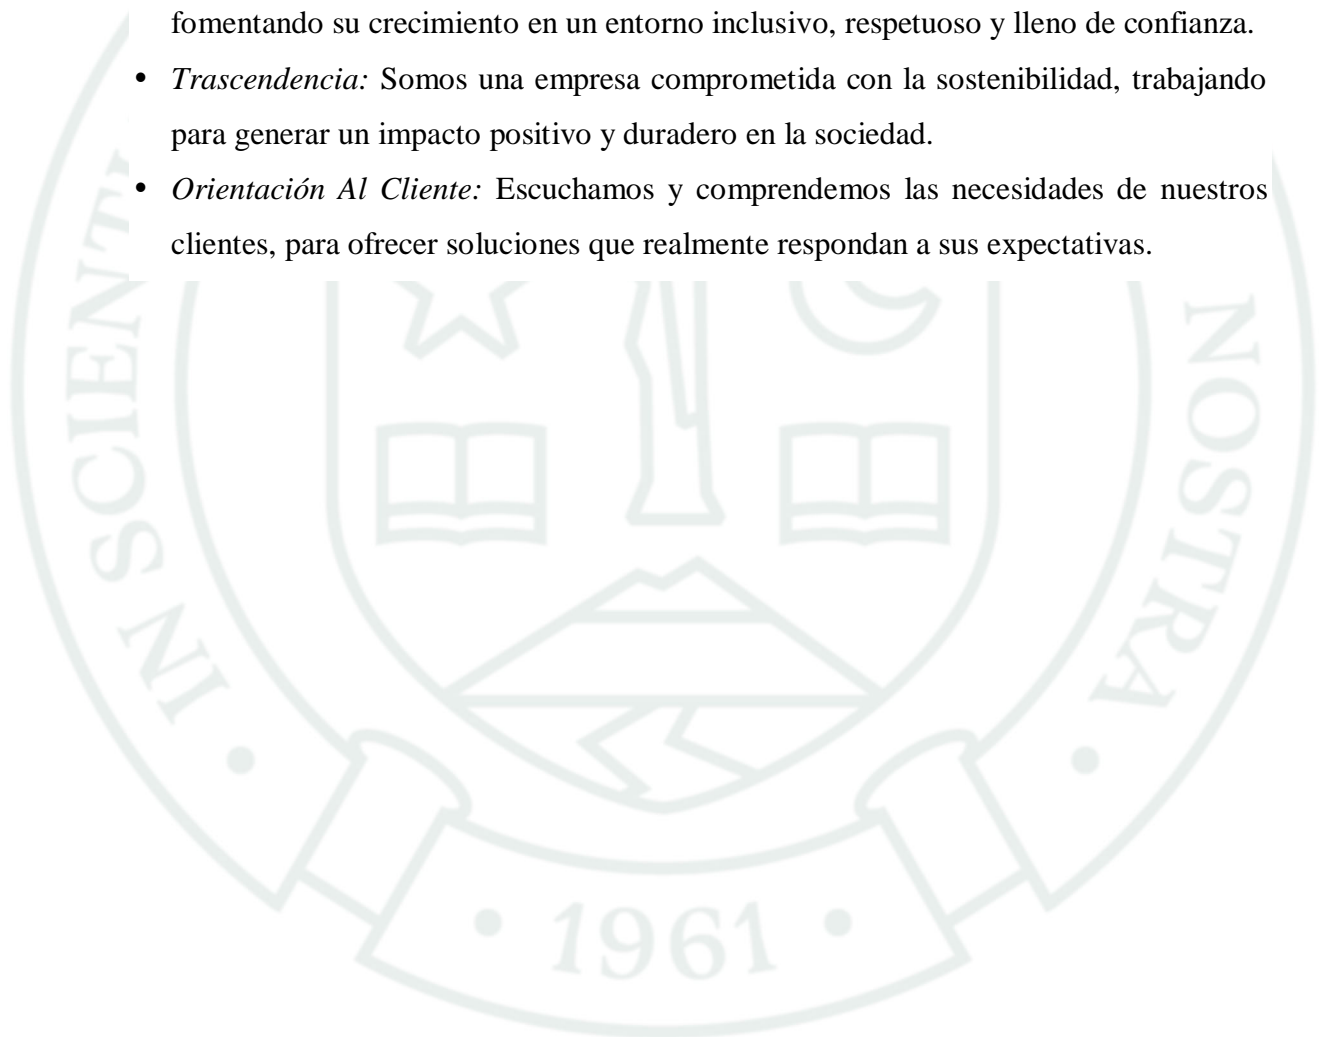 fomentando su crecimiento en un entorno inclusivo, respetuoso y lleno de confianza.
• Trascendencia: Somos una empresa comprometida con la sostenibilidad, trabajando
para generar un impacto positivo y duradero en la sociedad.
• Orientación Al Cliente: Escuchamos y comprendemos las necesidades de nuestros
clientes, para ofrecer soluciones que realmente respondan a sus expectativas.
IN SCIENTI
NOSTRA
• 1961 •